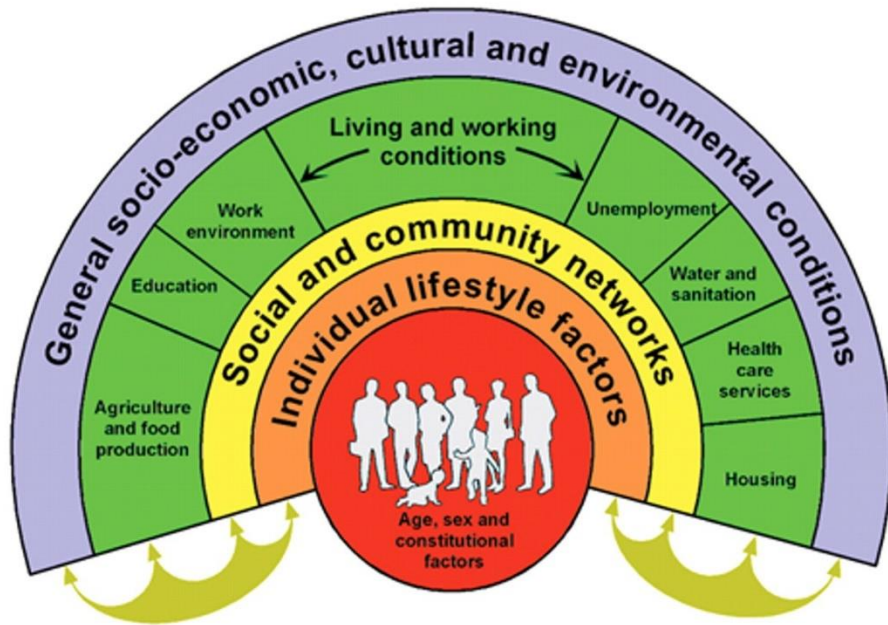 General socio-economic, cultural and environmental conditions
Living and working
conditions
Work
environment
Education
Agriculture
and food
production
Unemployment
Water and
sanitation
Health
care
services
Housing
Social and community networks
Individual lifestyle factors
Age, sex and
constitutional
factors